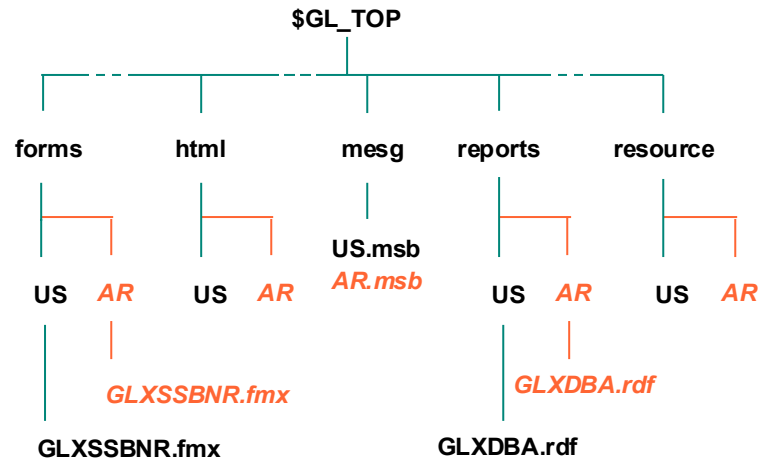 $GL_TOP
forms html mesg reports resource
US.msb
AR.msb
US AR US AR US AR US AR
GLXSSBNR.fmx GLXDBA.rdf
GLXSSBNR.fmx GLXDBA.rdf